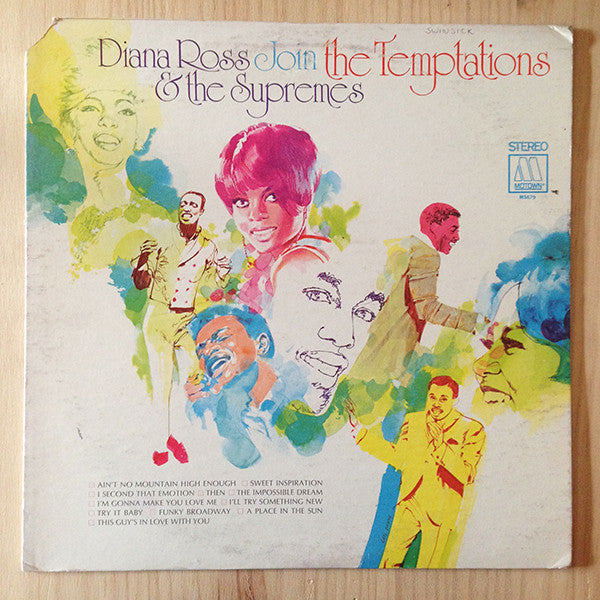 SWINSICK
Diana Ross Join the Temptations
& the Supremes
STEREO
M
MOTOWN
MS679
AIN'T NO MOUNTAIN HIGH ENOUGH □ SWEET INSPIRATION
□ I SECOND THAT EMOTION □ THEN □ THE IMPOSSIBLE DREAM
□ I'M GONNA MAKE YOU LOVE ME □ I'LL TRY SOMETHING NEW
□ TRY IT BABY □ FUNKY BROADWAY □ A PLACE IN THE SUN
□ THIS GUY'S IN LOVE WITH YOU